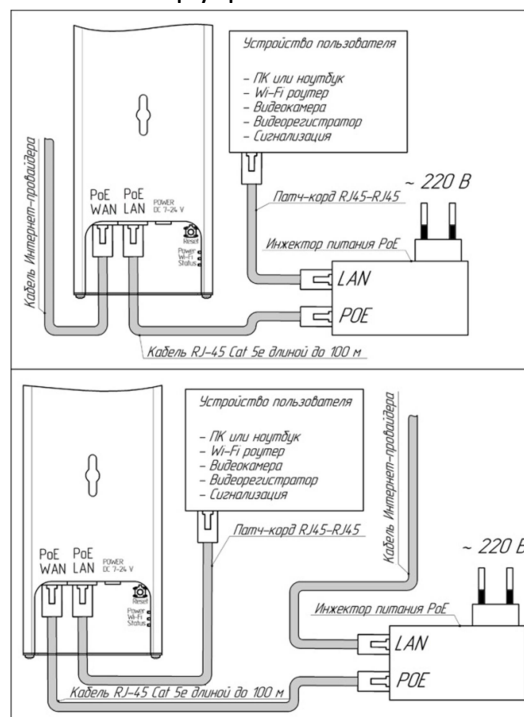 Устройство пользователя
- ПК или ноутбук
- Wi-Fi роутер
- Видеокамера
- Видеорегистратор
- Сигнализация
Кабель Интернет-провайдера
PoE WAN
PoE LAN
POWER DC 7-24 V
Reset
Power
Wi-Fi
Status
Патч-корд RJ45-RJ45
~ 220 В
Инжектор питания PoE
LAN
POE
Кабель RJ-45 Cat 5e длиной до 100 м
Устройство пользователя
- ПК или ноутбук
- Wi-Fi роутер
- Видеокамера
- Видеорегистратор
- Сигнализация
Кабель Интернет-провайдера
Патч-корд RJ45-RJ45
PoE WAN
PoE LAN
POWER DC 7-24 V
Reset
Power
Wi-Fi
Status
~ 220 В
Инжектор питания PoE
LAN
POE
Кабель RJ-45 Cat 5e длиной до 100 м